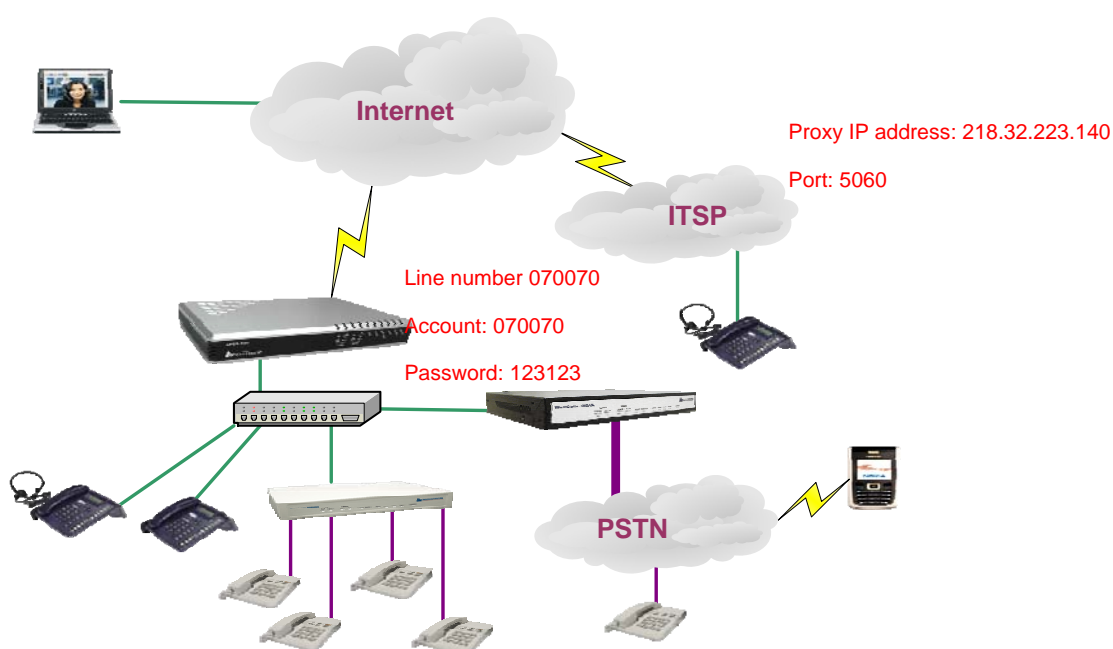 Internet
Proxy IP address: 218.32.223.140
Port: 5060
ITSP
Line number 070070
Account: 070070
Password: 123123
PSTN